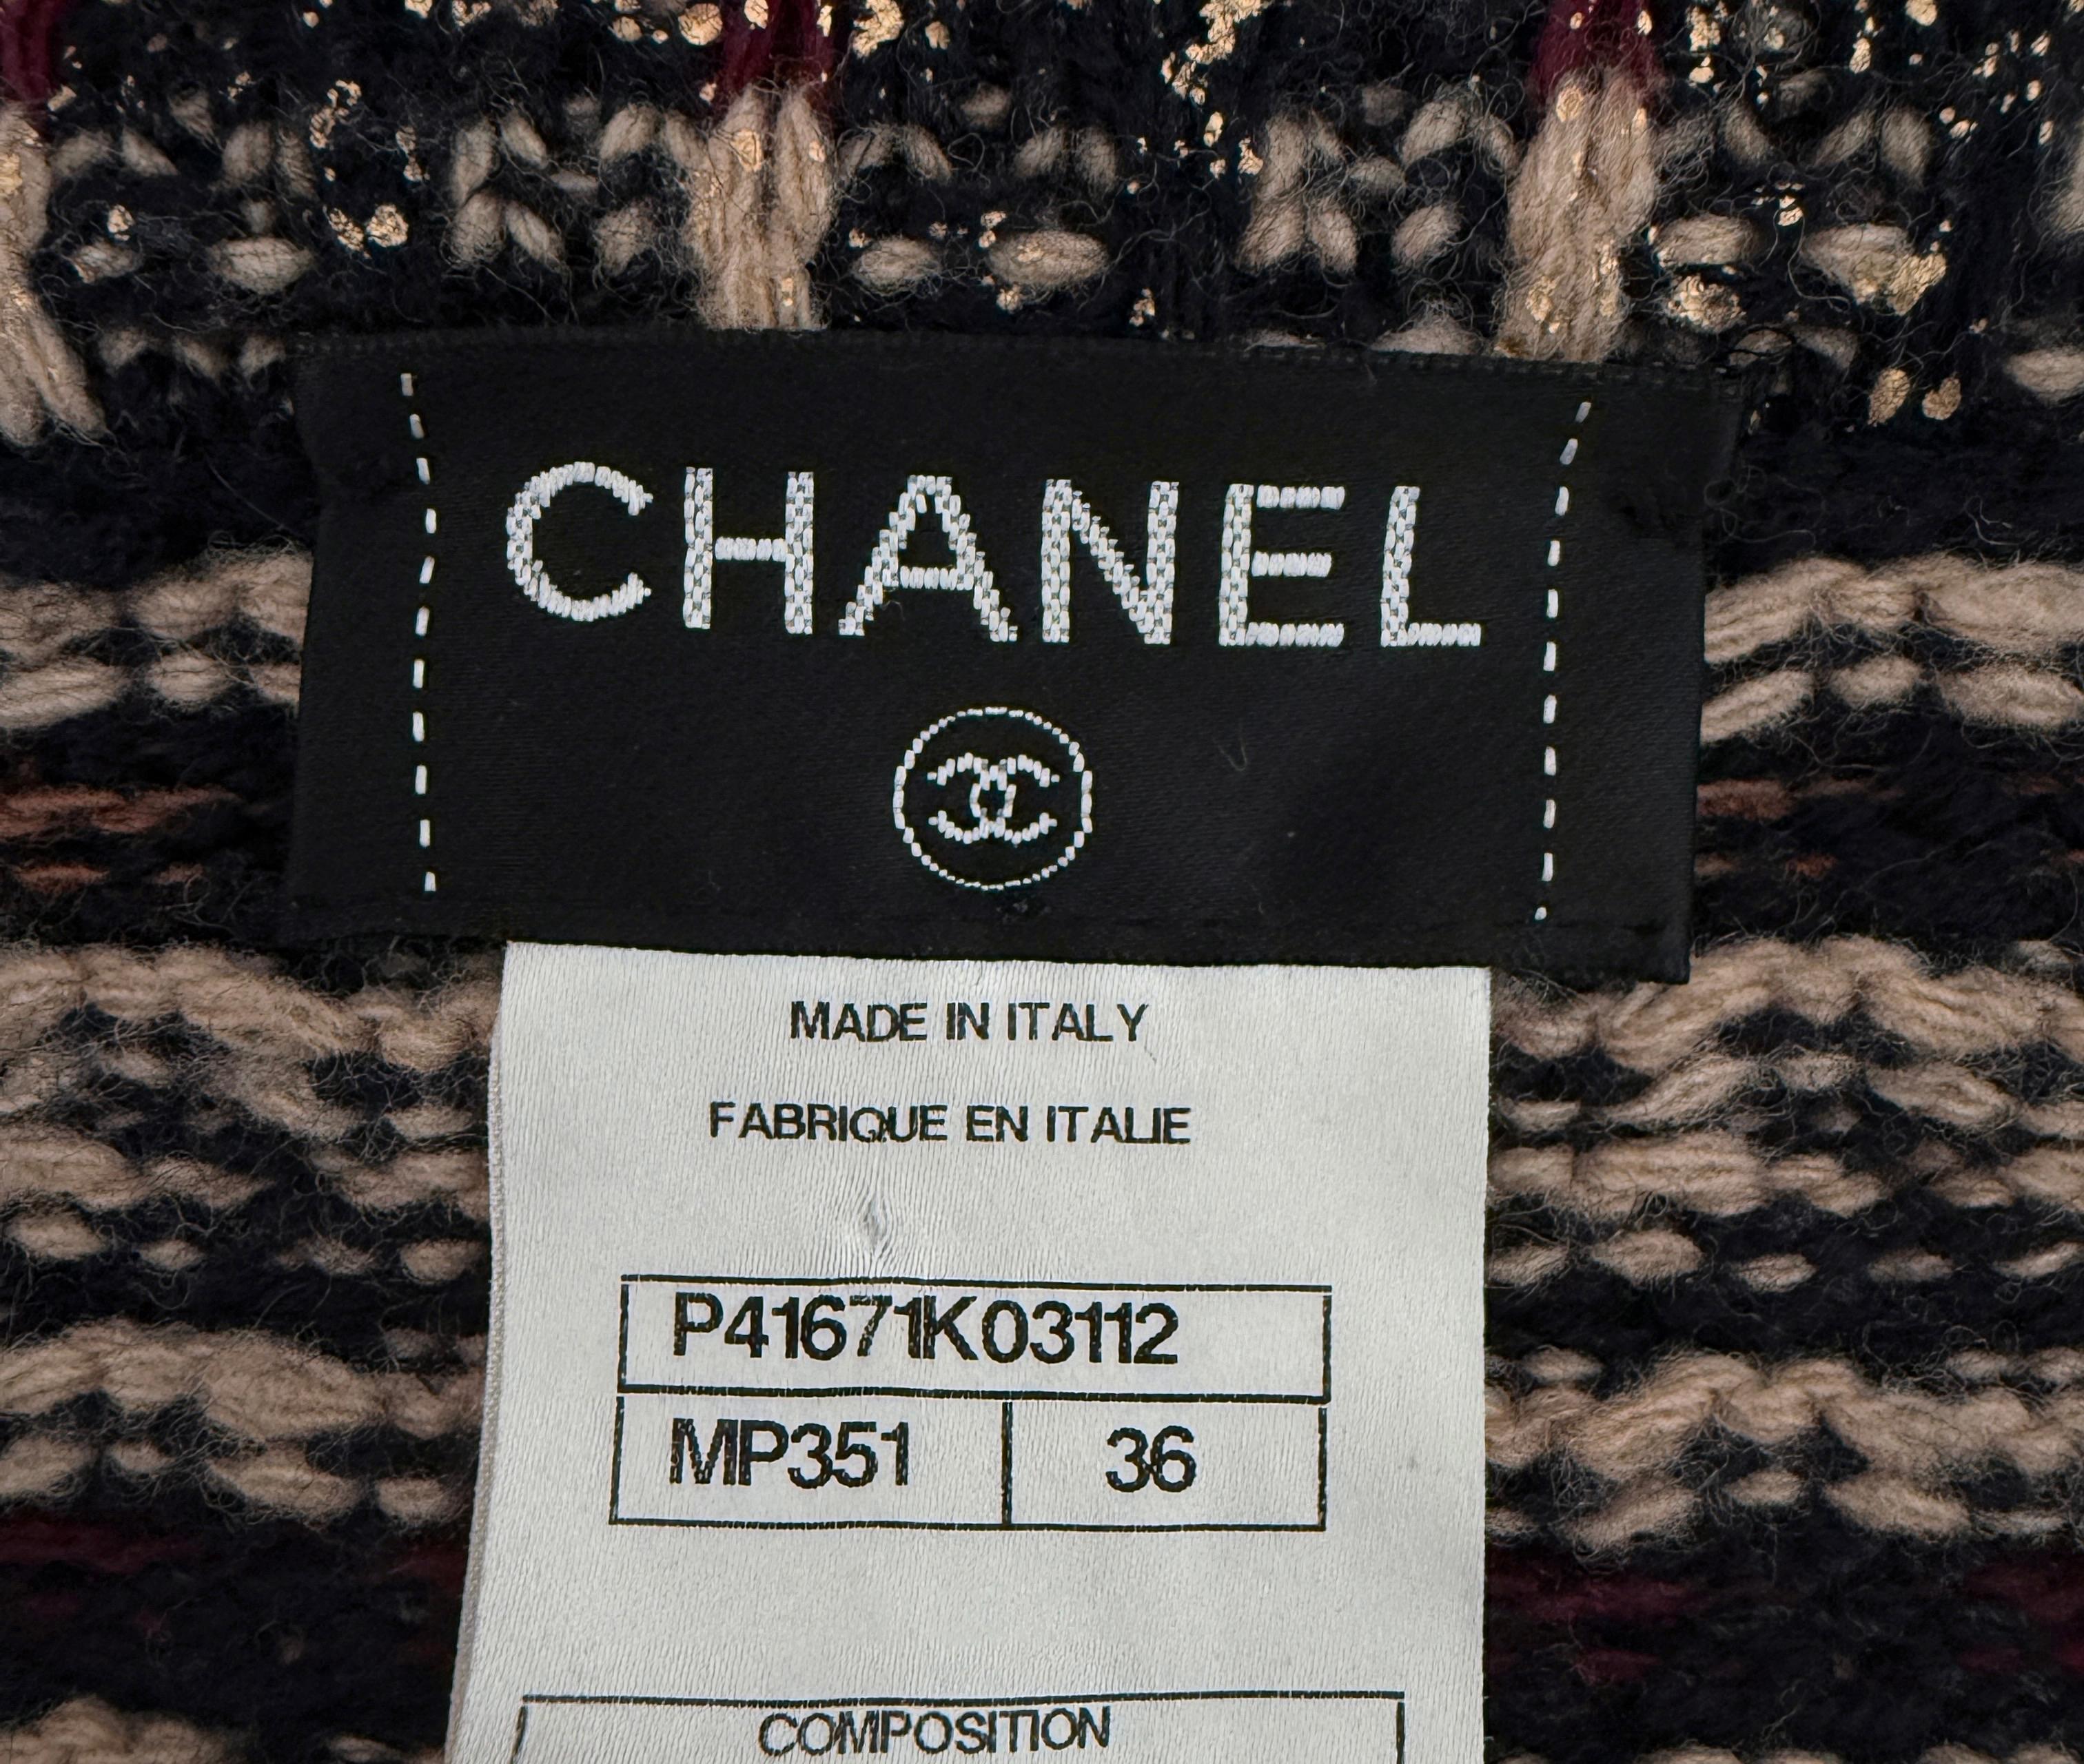 CHANEL
MADE IN ITALY
FABRIQUE EN ITALIE
P41671K03112
MP351 36
COMPOSITION